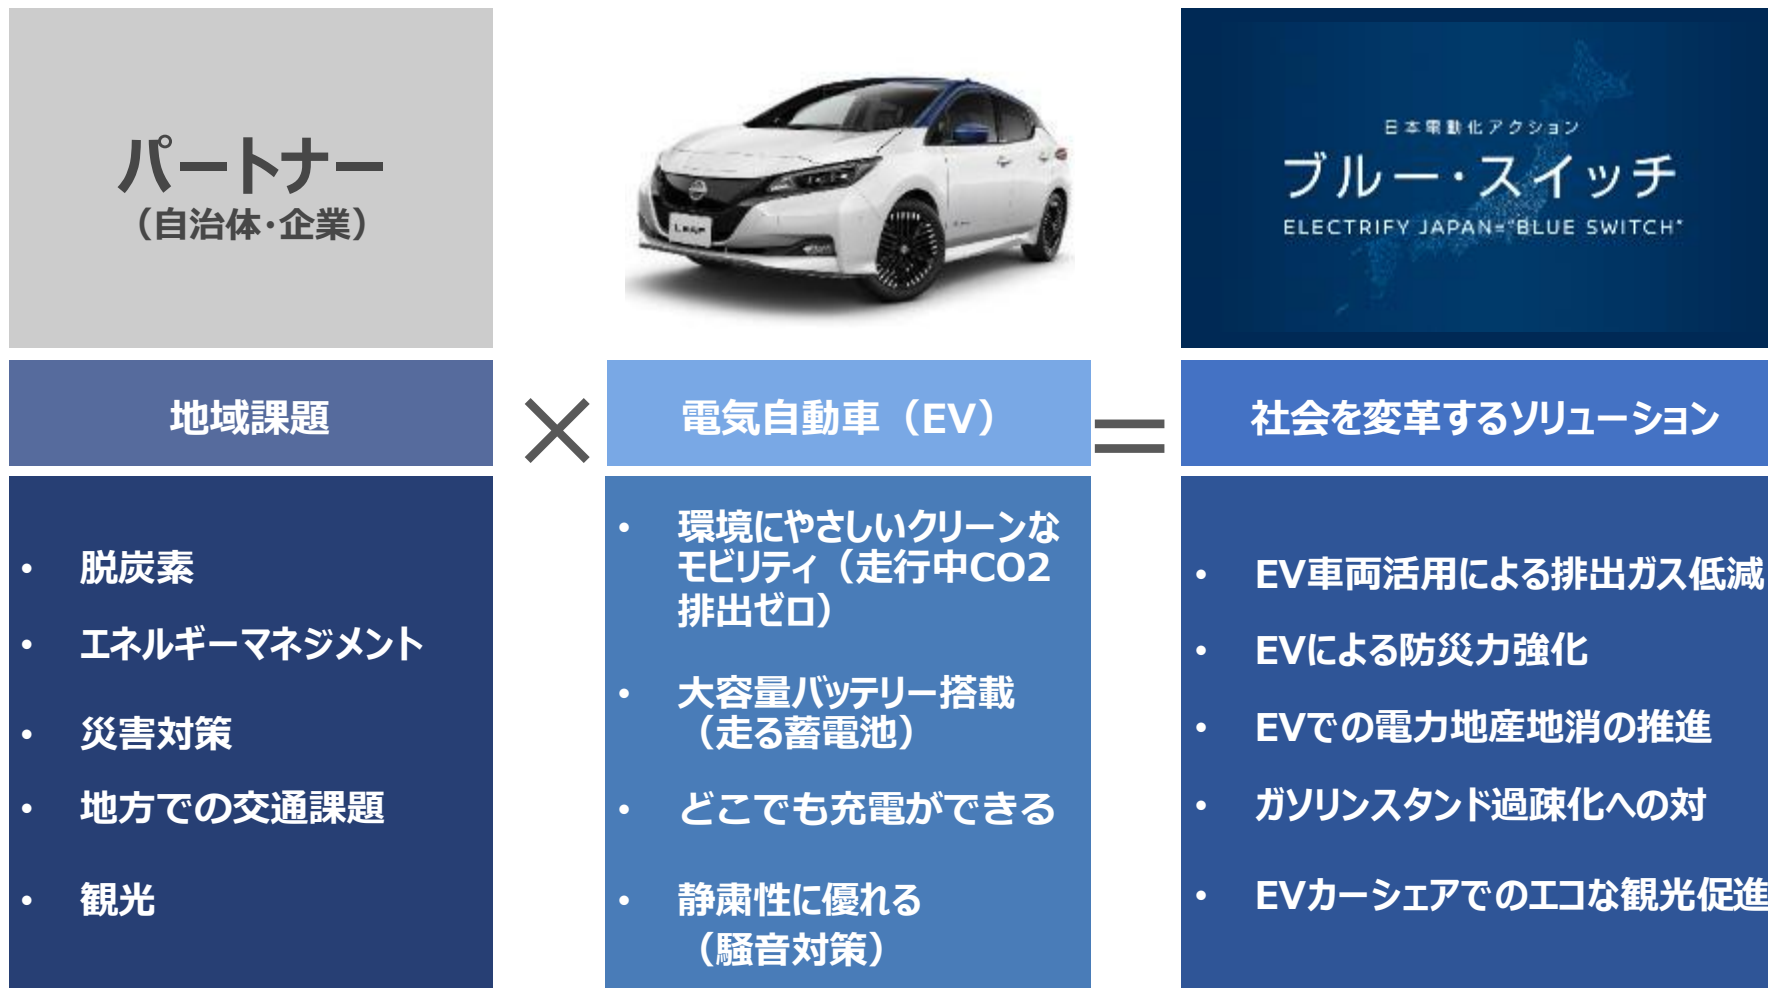 パートナー
（自治体・企業）
LEAF
日本電動化アクション
ブルー・スイッチ
ELECTRIFY JAPAN="BLUE SWITCH"
地域課題
×
電気自動車（EV）
=
社会を変革するソリューション
• 脱炭素
• エネルギーマネジメント
• 災害対策
• 地方での交通課題
• 観光
• 環境にやさしいクリーンな
モビリティ（走行中CO2
排出ゼロ）
• 大容量バッテリー搭載
（走る蓄電池）
• どこでも充電ができる
• 静粛性に優れる
（騒音対策）
• EV車両活用による排出ガス低減
• EVによる防災力強化
• EVでの電力地産地消の推進
• ガソリンスタンド過疎化への対
• EVカーシェアでのエコな観光促進